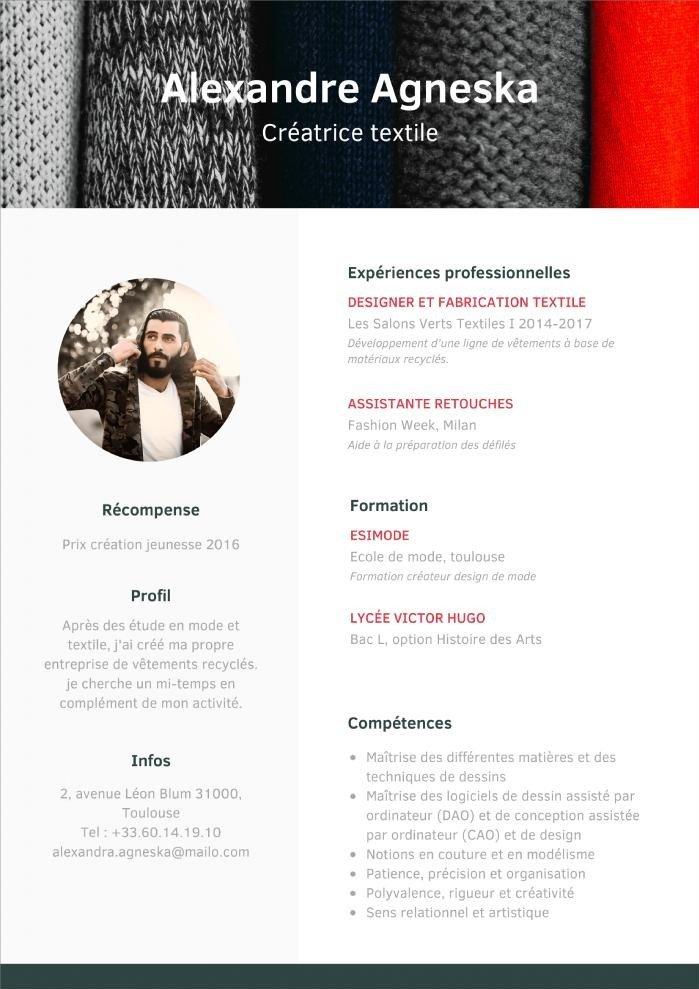 Alexandre Agneska
Créatrice textile
Récompense
Prix création jeunesse 2016
Profil
Après des étude en mode et
textile, j'ai créé ma propre
entreprise de vêtements recyclés.
je cherche un mi-temps en
complément de mon activité.
Infos
2, avenue Léon Blum 31000,
Toulouse
Tel : +33.60.14.19.10
alexandra.agneska@mailo.com
Expériences professionnelles
DESIGNER ET FABRICATION TEXTILE
Les Salons Verts Textiles I 2014-2017
Développement d'une ligne de vêtements à base de
matériaux recyclés.
ASSISTANTE RETOUCHES
Fashion Week, Milan
Aide à la préparation des défilés
Formation
ESIMODE
Ecole de mode, toulouse
Formation créateur design de mode
LYCÉE VICTOR HUGO
Bac L, option Histoire des Arts
Compétences
• Maîtrise des différentes matières et des
techniques de dessins
• Maîtrise des logiciels de dessin assisté par
ordinateur (DAO) et de conception assistée
par ordinateur (CAO) et de design
• Notions en couture et en modélisme
• Patience, précision et organisation
• Polyvalence, rigueur et créativité
• Sens relationnel et artistique